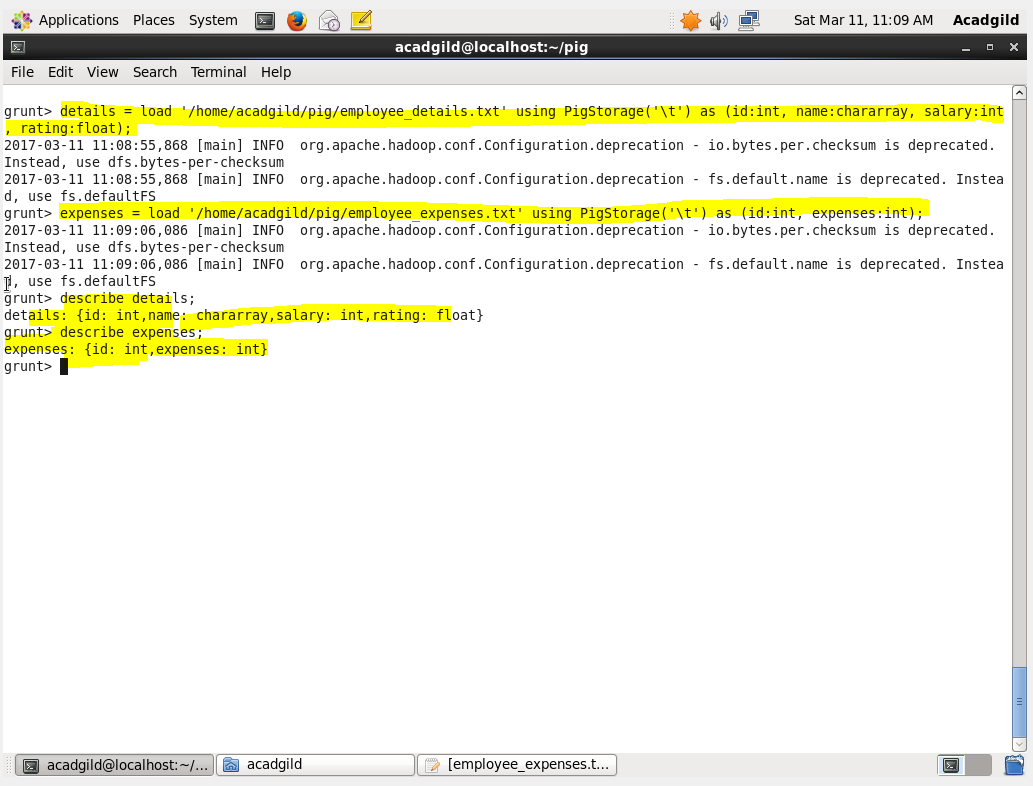 Applications Places System Sat Mar 11, 11:09 AM Acadgild
acadgild@localhost:~/pig
File Edit View Search Terminal Help
grunt> details = load '/home/acadgild/pig/employee_details.txt' using PigStorage('\t') as (id:int, name:chararray, salary:int
, rating:float);
2017-03-11 11:08:55,868 [main] INFO  org.apache.hadoop.conf.Configuration.deprecation - io.bytes.per.checksum is deprecated.
Instead, use dfs.bytes-per-checksum
2017-03-11 11:08:55,868 [main] INFO  org.apache.hadoop.conf.Configuration.deprecation - fs.default.name is deprecated. Instea
d, use fs.defaultFS
grunt> expenses = load '/home/acadgild/pig/employee_expenses.txt' using PigStorage('\t') as (id:int, expenses:int);
2017-03-11 11:09:06,086 [main] INFO  org.apache.hadoop.conf.Configuration.deprecation - io.bytes.per.checksum is deprecated.
Instead, use dfs.bytes-per-checksum
2017-03-11 11:09:06,086 [main] INFO  org.apache.hadoop.conf.Configuration.deprecation - fs.default.name is deprecated. Instea
d, use fs.defaultFS
grunt> describe details;
details: {id: int,name: chararray,salary: int,rating: float}
grunt> describe expenses;
expenses: {id: int,expenses: int}
grunt>
acadgild@localhost:~/... acadgild [employee_expenses.t...